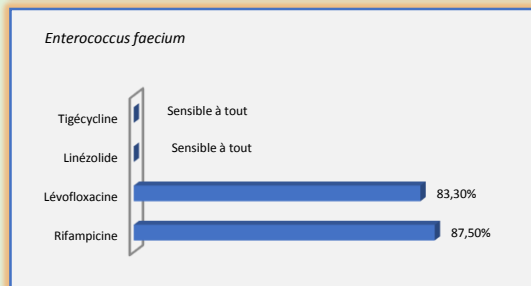 Enterococcus faecium
Tigécycline Sensible à tout
Linézolide Sensible à tout
Lévofloxacine 83,30%
Rifampicine 87,50%